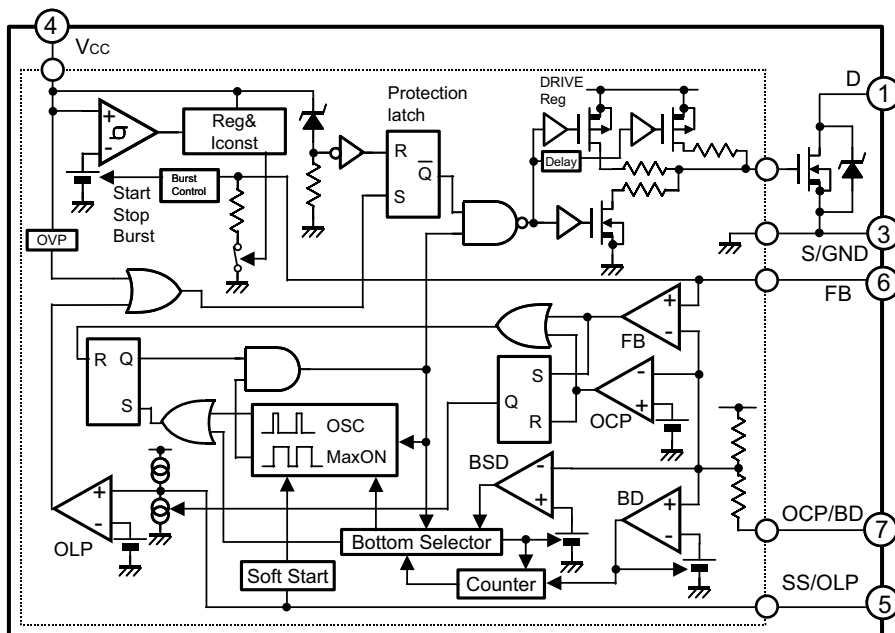 4
VCC
D
1
DRIVE
Reg
Protection
latch
+
-
Reg&
Iconst
R
Q
S
Delay
Burst
Control
Start
Stop
Burst
OVP
3
S/GND
6
FB
+
-
FB
R
Q
S
S
Q
R
-
+
OCP
OSC
MaxON
BSD
-
+
BD
+
-
OCP/BD
7
+
-
OLP
Bottom Selector
Soft Start
Counter
SS/OLP
5